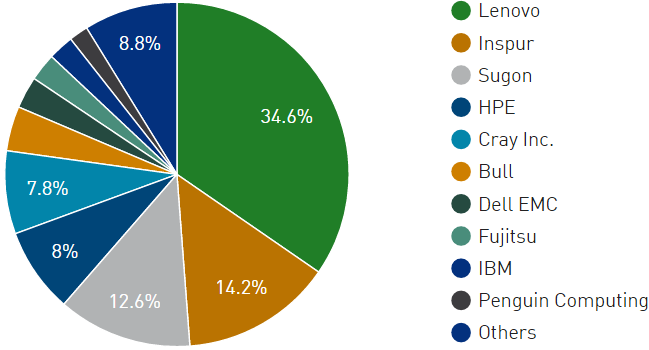 8.8%
34.6%
7.8%
8%
12.6%
14.2%
Lenovo
Inspur
Sugon
HPE
Cray Inc.
Bull
Dell EMC
Fujitsu
IBM
Penguin Computing
Others